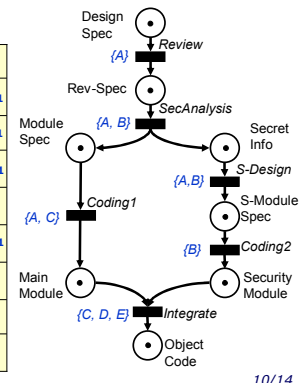 Design
Spec
Review
{A}
Rev-Spec
SecAnalysis
{A, B}
Module
Spec
Secret
Info
S-Design
{A,B}
S-Module
Spec
Coding1
{A, C}
Coding2
{B}
Main
Module
Security
Module
{C, D, E}
Integrate
Object
Code
10/14